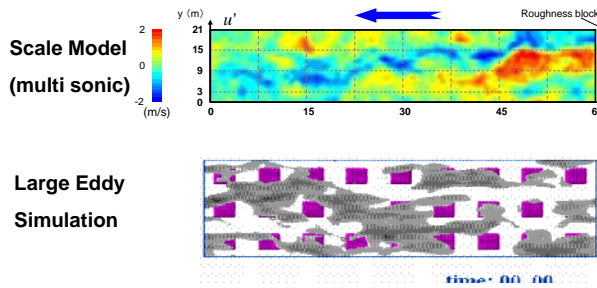 y (m)
u'
Roughness block
Scale Model
(multi sonic)
2
0
-2
(m/s)
21
15
9
3
0
0
15
30
45
60
Large Eddy
Simulation
time: 00 00